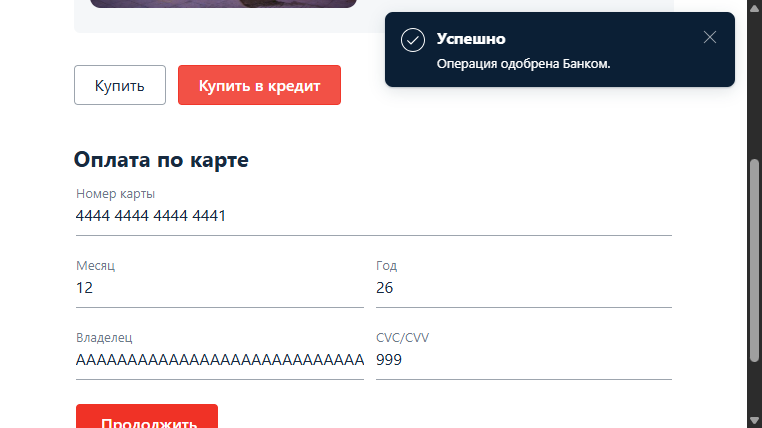 Успешно
Операция одобрена Банком.
Купить
Купить в кредит
Оплата по карте
Номер карты
4444 4444 4444 4441
Месяц
Год
12
26
Владелец
CVC/CVV
AAAAAAAAAAAAAAAAAAAAAAAAAAAA
999
Продолжить